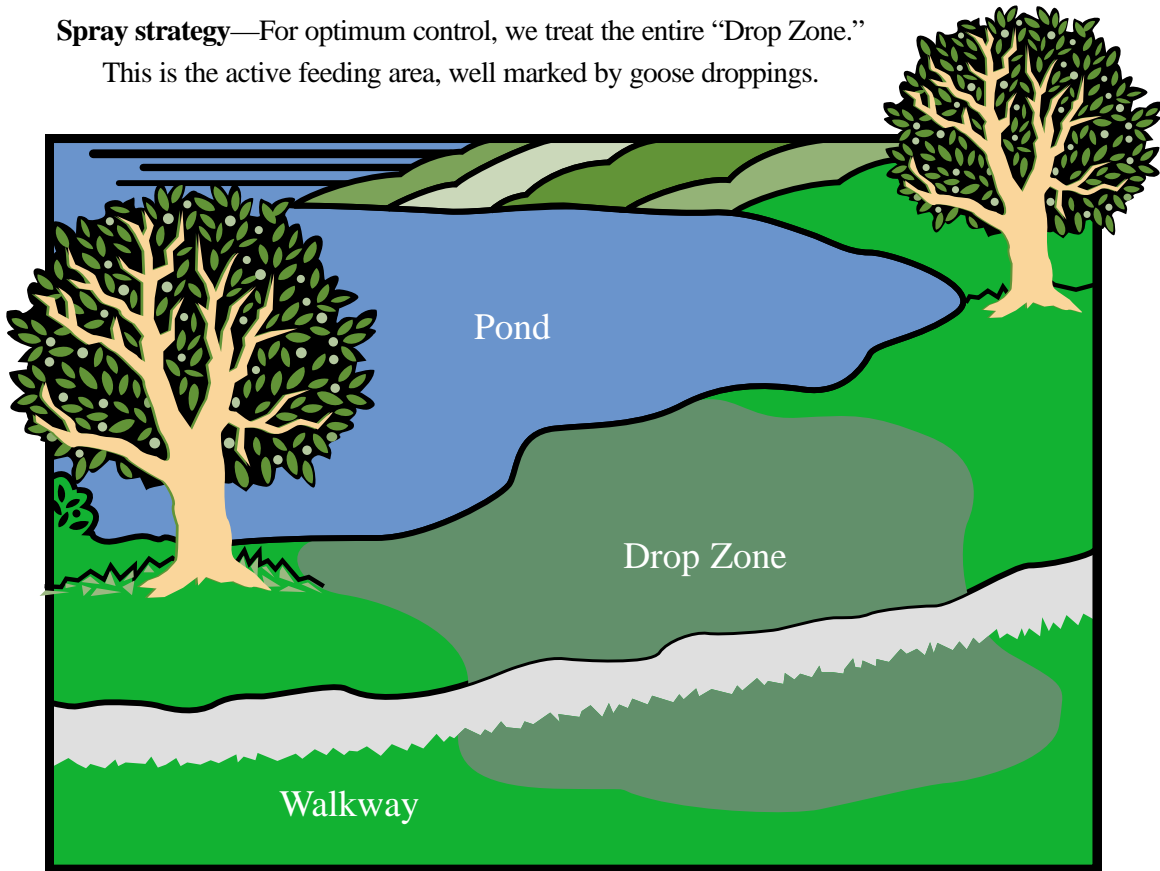 Spray strategy—For optimum control, we treat the entire “Drop Zone.”
This is the active feeding area, well marked by goose droppings.
Pond
Drop Zone
Walkway